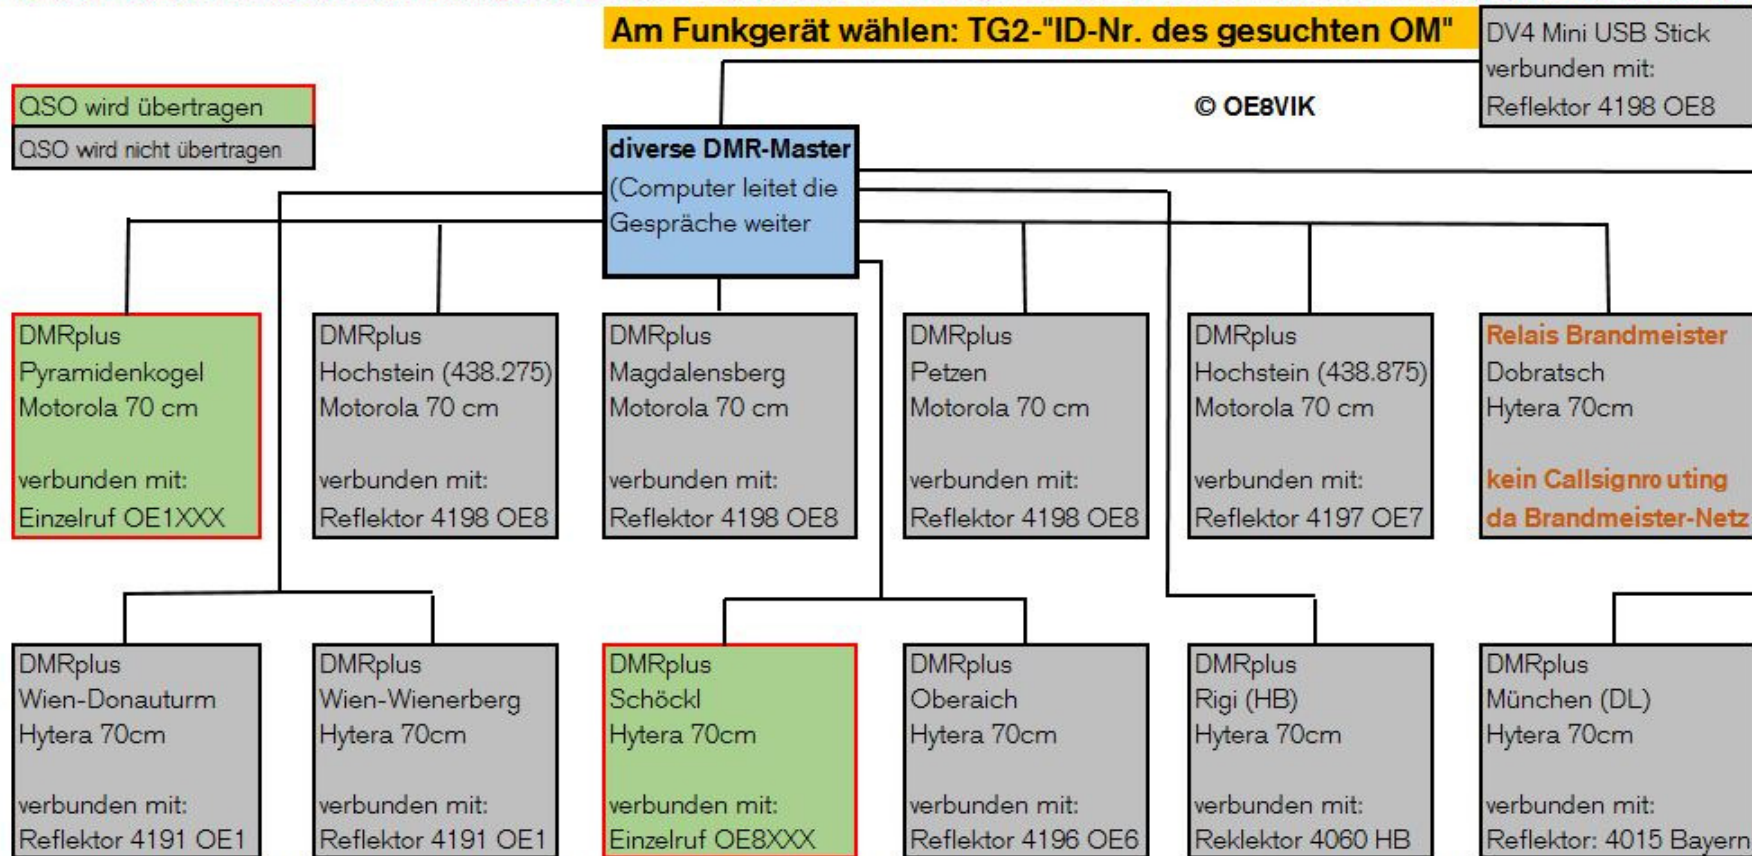 Am Funkgerät wählen: TG2-"ID-Nr. des gesuchten OM"
DV4 Mini USB Stick
verbunden mit:
Reflektor 4198 OE8
QSO wird übertragen
QSO wird nicht übertragen
© OE8VIK
diverse DMR-Master
(Computer leitet die
Gespräche weiter
DMRplus
Pyramidenkogel
Motorola 70 cm
verbunden mit:
Einzelruf OE1XXX
DMRplus
Hochstein (438.275)
Motorola 70 cm
verbunden mit:
Reflektor 4198 OE8
DMRplus
Magdalensberg
Motorola 70 cm
verbunden mit:
Reflektor 4198 OE8
DMRplus
Petzen
Motorola 70 cm
verbunden mit:
Reflektor 4198 OE8
DMRplus
Hochstein (438.875)
Motorola 70 cm
verbunden mit:
Reflektor 4197 OE7
Relais Brandmeister
Dobratsch
Hytera 70cm
kein Callsignrouting
da Brandmeister-Netz
DMRplus
Wien-Donauturm
Hytera 70cm
verbunden mit:
Reflektor 4191 OE1
DMRplus
Wien-Wienerberg
Hytera 70cm
verbunden mit:
Reflektor 4191 OE1
DMRplus
Schöckl
Hytera 70cm
verbunden mit:
Einzelruf OE8XXX
DMRplus
Oberaich
Hytera 70cm
verbunden mit:
Reflektor 4196 OE6
DMRplus
Rigi (HB)
Hytera 70cm
verbunden mit:
Reklektor 4060 HB
DMRplus
München (DL)
Hytera 70cm
verbunden mit:
Reflektor: 4015 Bayern